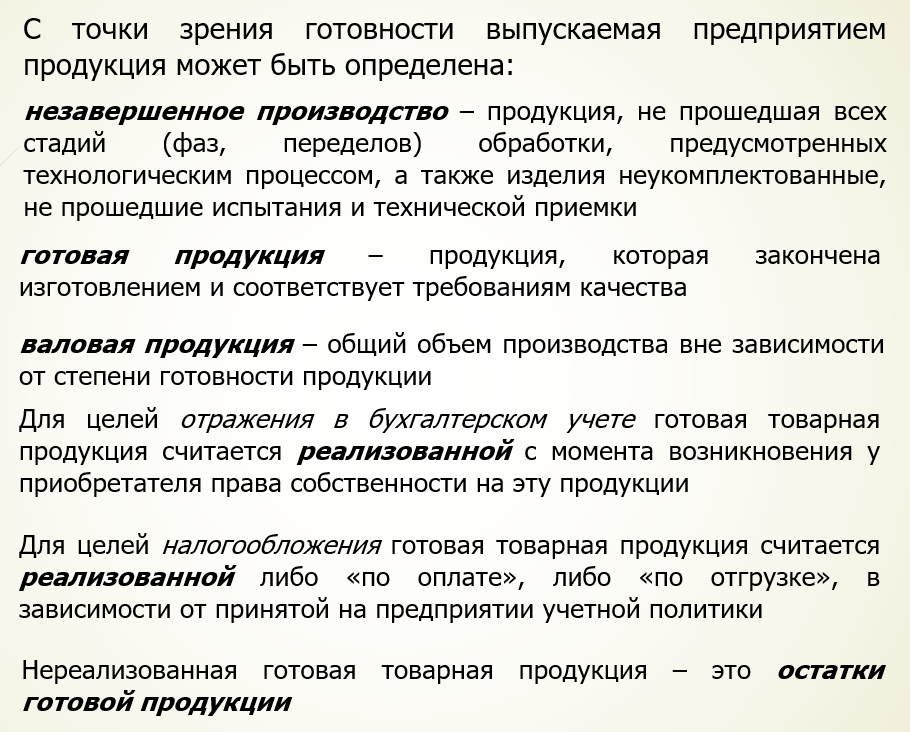 С точки зрения готовности выпускаемая предприятием
продукция может быть определена:
незавершенное производство – продукция, не прошедшая всех
стадий (фаз, переделов) обработки, предусмотренных
технологическим процессом, а также изделия неукомплектованные,
не прошедшие испытания и технической приемки
готовая продукция – продукция, которая закончена
изготовлением и соответствует требованиям качества
валовая продукция – общий объем производства вне зависимости
от степени готовности продукции
Для целей отражения в бухгалтерском учете готовая товарная
продукция считается реализованной с момента возникновения у
приобретателя права собственности на эту продукции
Для целей налогообложения готовая товарная продукция считается
реализованной либо «по оплате», либо «по отгрузке», в
зависимости от принятой на предприятии учетной политики
Нереализованная готовая товарная продукция – это остатки
готовой продукции